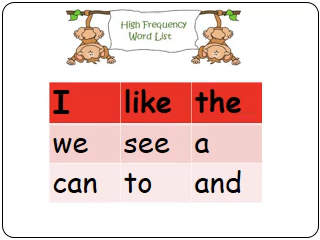 High Frequency
Word List
I like the
we see a
can to and